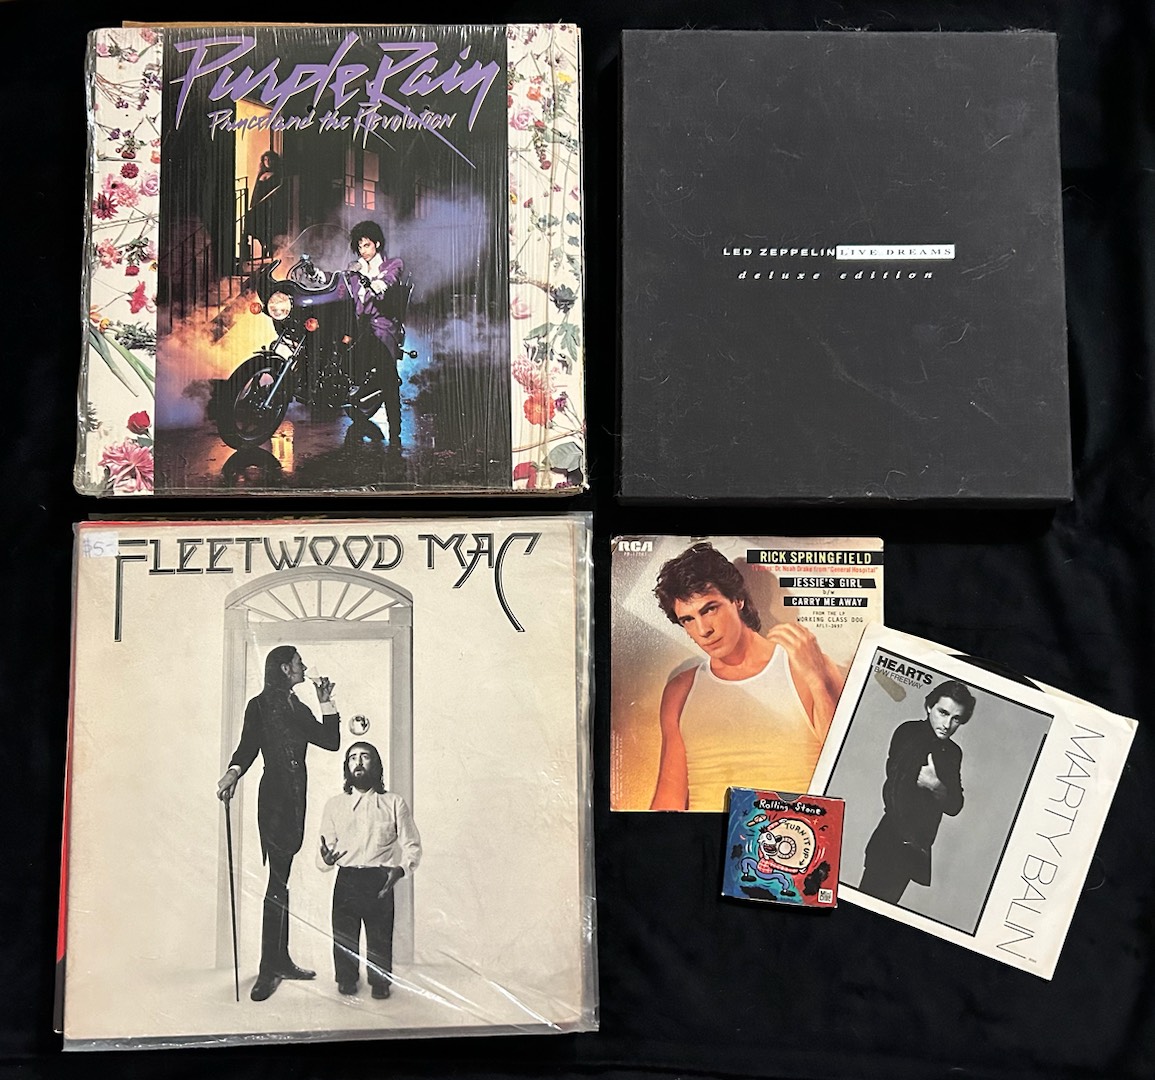 Purple Rain
Prince and the Revolution
LED ZEPPELIN LIVE DREAMS
deluxe edition
$5-
FLEETWOOD MAC
RCA
RICK SPRINGFIELD
JESSIE'S GIRL
b/w
CARRY ME AWAY
FROM THE LP
WORKING CLASS DOG
AFL1-3697
HEARTS
B/W FREEWAY
MARTY BALIN
Rolling Stone
TURN IT UP